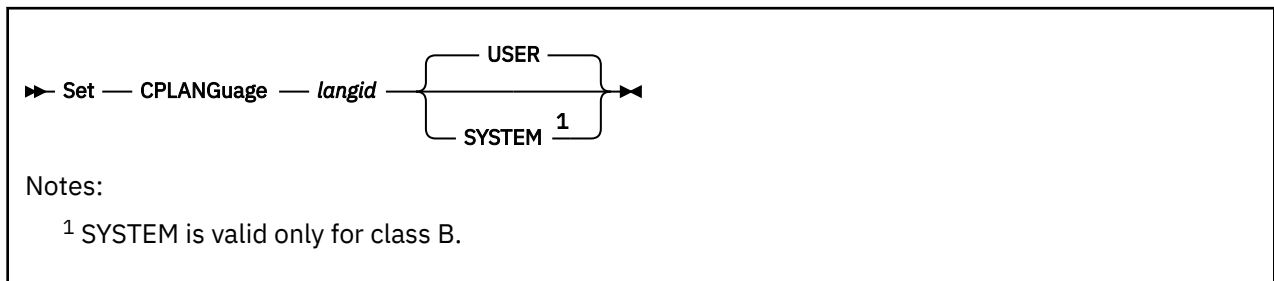 USER
Set CPLANGuage langid
SYSTEM 1
Notes:
1 SYSTEM is valid only for class B.